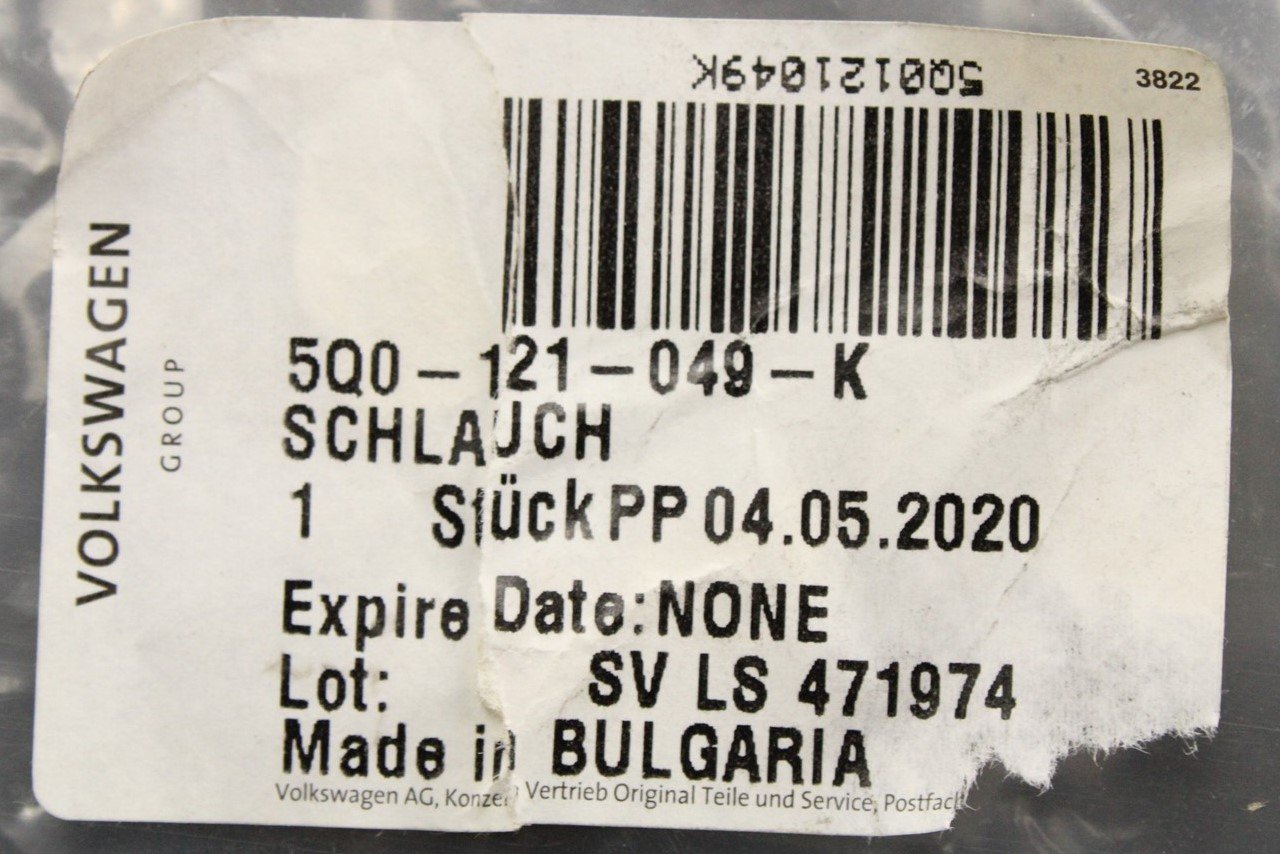 5Q0121049K
3822
VOLKSWAGEN
GROUP
5Q0-121-049-K
SCHLAUCH
1 Stück PP 04.05.2020
Expire Date: NONE
Lot: SV LS 471974
Made in BULGARIA
Volkswagen AG, Konzern Vertrieb Original Teile und Service, Postfach